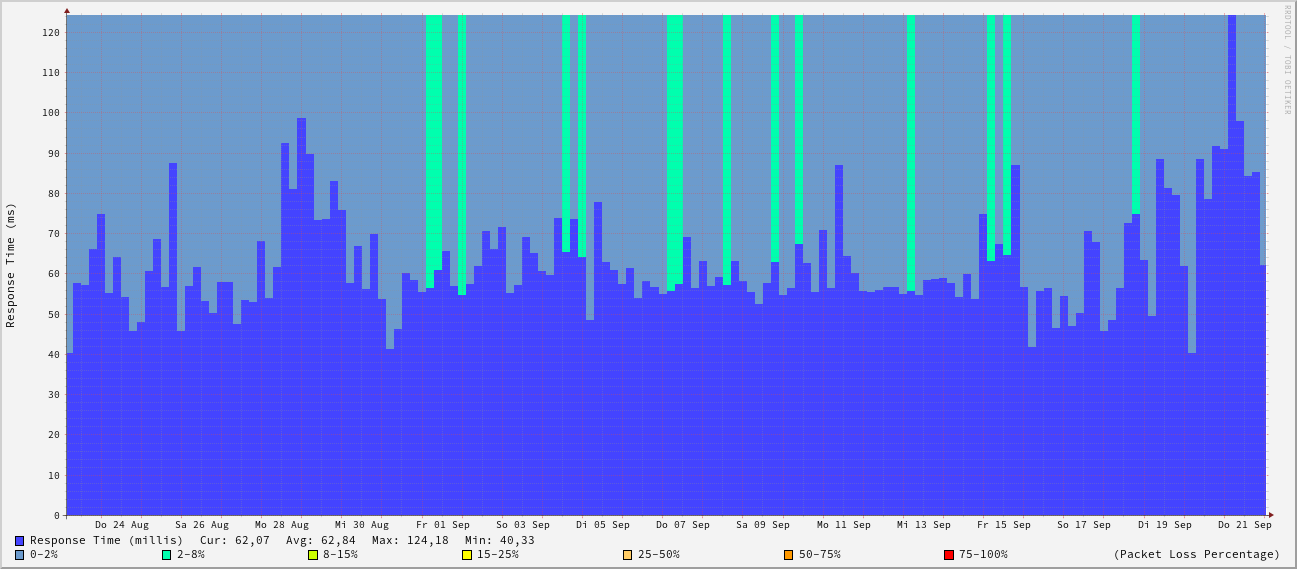 RRDTOOL / TOBI OETIKER
Response Time (ms)
120
110
100
90
80
70
60
50
40
30
20
10
0
Do 24 Aug Sa 26 Aug Mo 28 Aug Mi 30 Aug Fr 01 Sep So 03 Sep Di 05 Sep Do 07 Sep Sa 09 Sep Mo 11 Sep Mi 13 Sep Fr 15 Sep So 17 Sep Di 19 Sep Do 21 Sep
Response Time (millis) Cur: 62,07 Avg: 62,84 Max: 124,18 Min: 40,33
0-2% 2-8% 8-15% 15-25% 25-50% 50-75% 75-100% (Packet Loss Percentage)